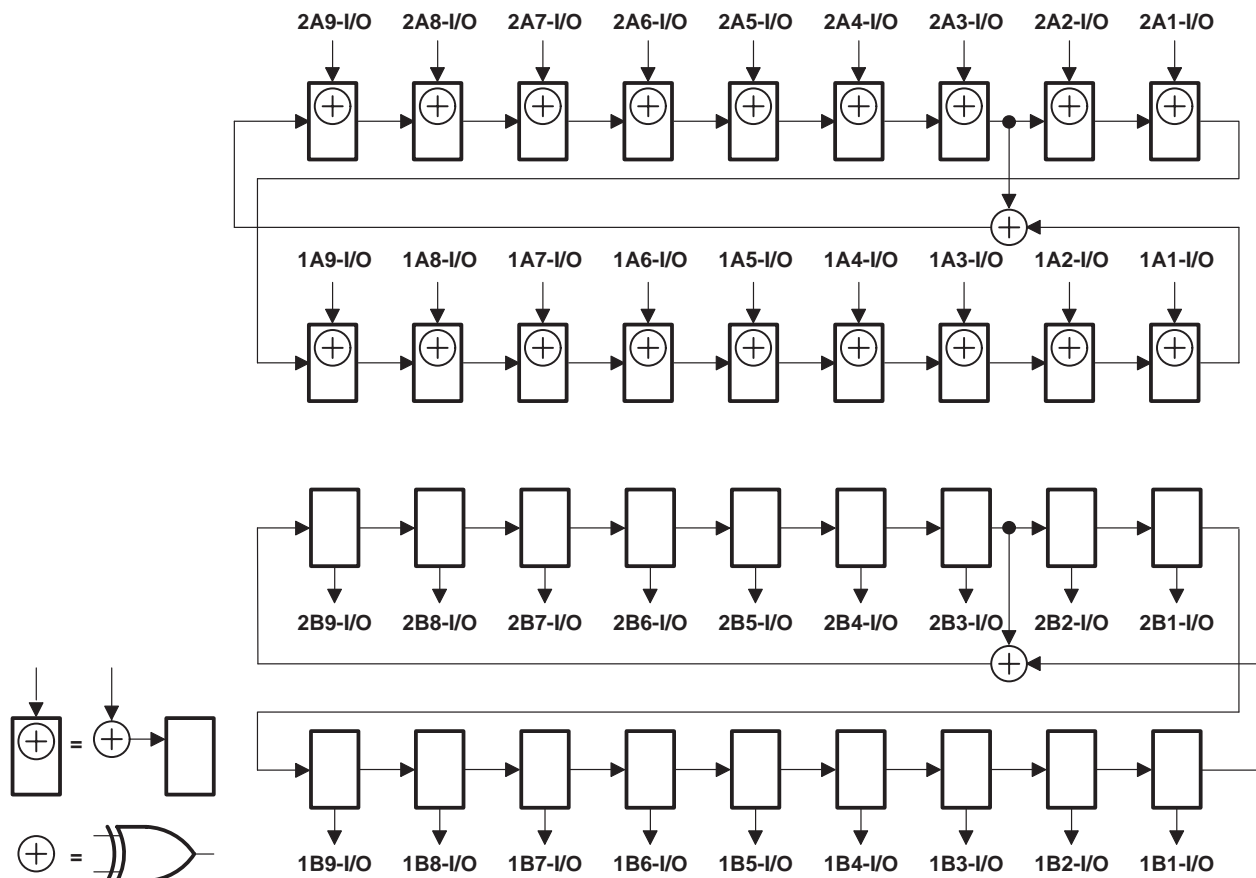 2A9-I/O 2A8-I/O 2A7-I/O 2A6-I/O 2A5-I/O 2A4-I/O 2A3-I/O 2A2-I/O 2A1-I/O
1A9-I/O 1A8-I/O 1A7-I/O 1A6-I/O 1A5-I/O 1A4-I/O 1A3-I/O 1A2-I/O 1A1-I/O
2B9-I/O 2B8-I/O 2B7-I/O 2B6-I/O 2B5-I/O 2B4-I/O 2B3-I/O 2B2-I/O 2B1-I/O
=
=
1B9-I/O 1B8-I/O 1B7-I/O 1B6-I/O 1B5-I/O 1B4-I/O 1B3-I/O 1B2-I/O 1B1-I/O